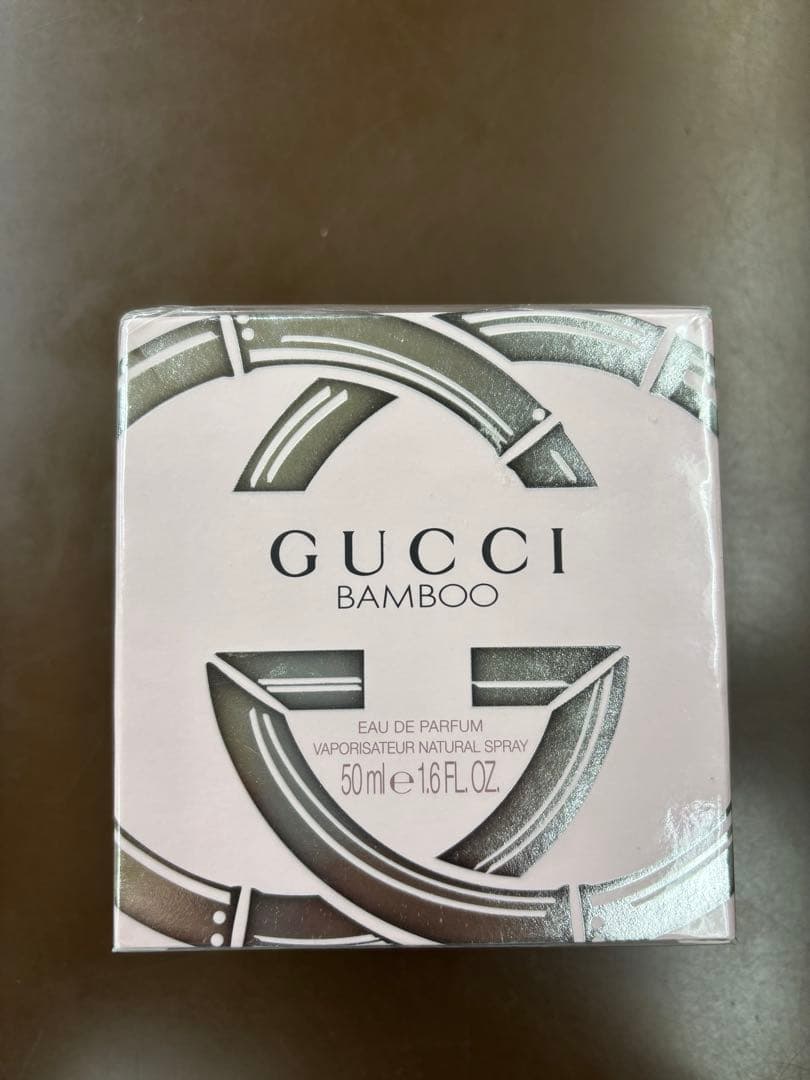 GUCCI
BAMBOO
EAU DE PARFUM
VAPORISATEUR NATURAL SPRAY
50 ml e 1.6 FL. OZ.